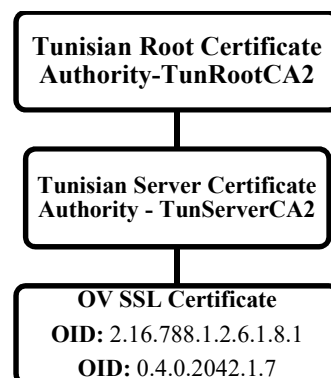 Tunisian Root Certificate
Authority-TunRootCA2
Tunisian Server Certificate
Authority - TunServerCA2
OV SSL Certificate
OID: 2.16.788.1.2.6.1.8.1
OID: 0.4.0.2042.1.7